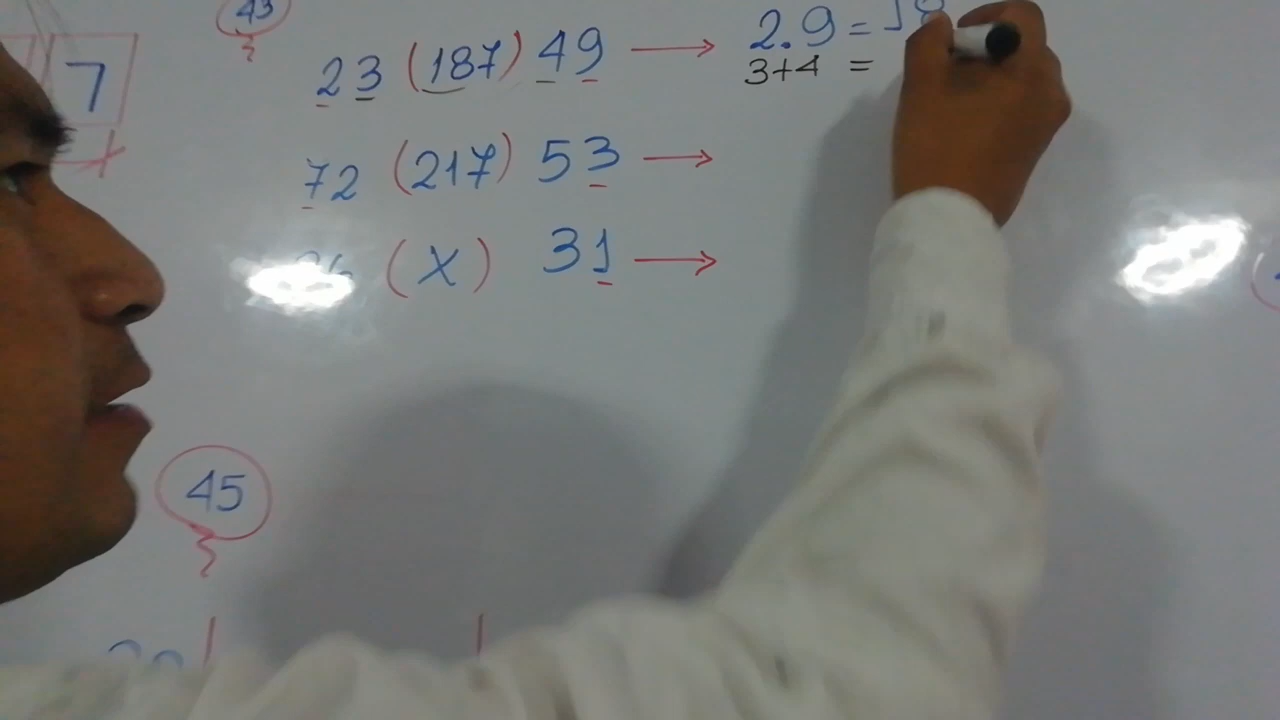 43
7
23 (187) 49 → 2.9 = 18
3+4 =
72 (217) 53 →
(X) 31 →
45